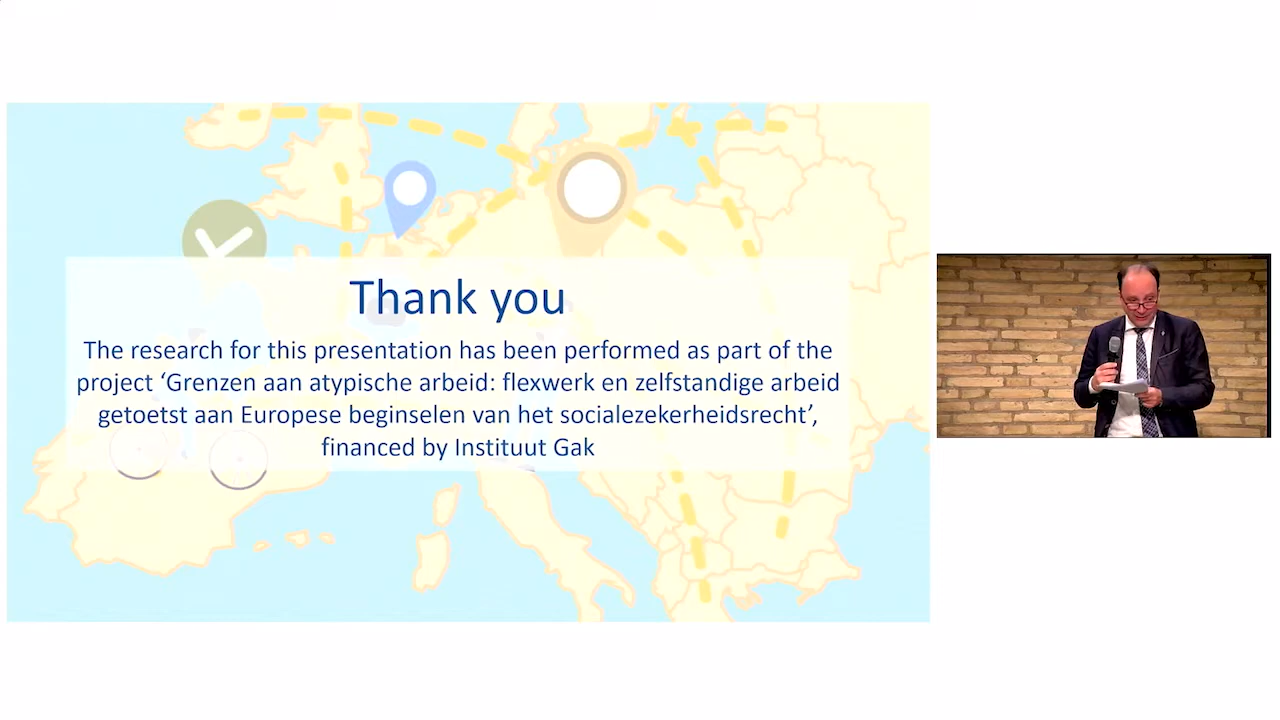 Thank you
The research for this presentation has been performed as part of the
project ‘Grenzen aan atypische arbeid: flexwerk en zelfstandige arbeid
getoetst aan Europese beginselen van het socialezekerheidsrecht’,
financed by Instituut Gak